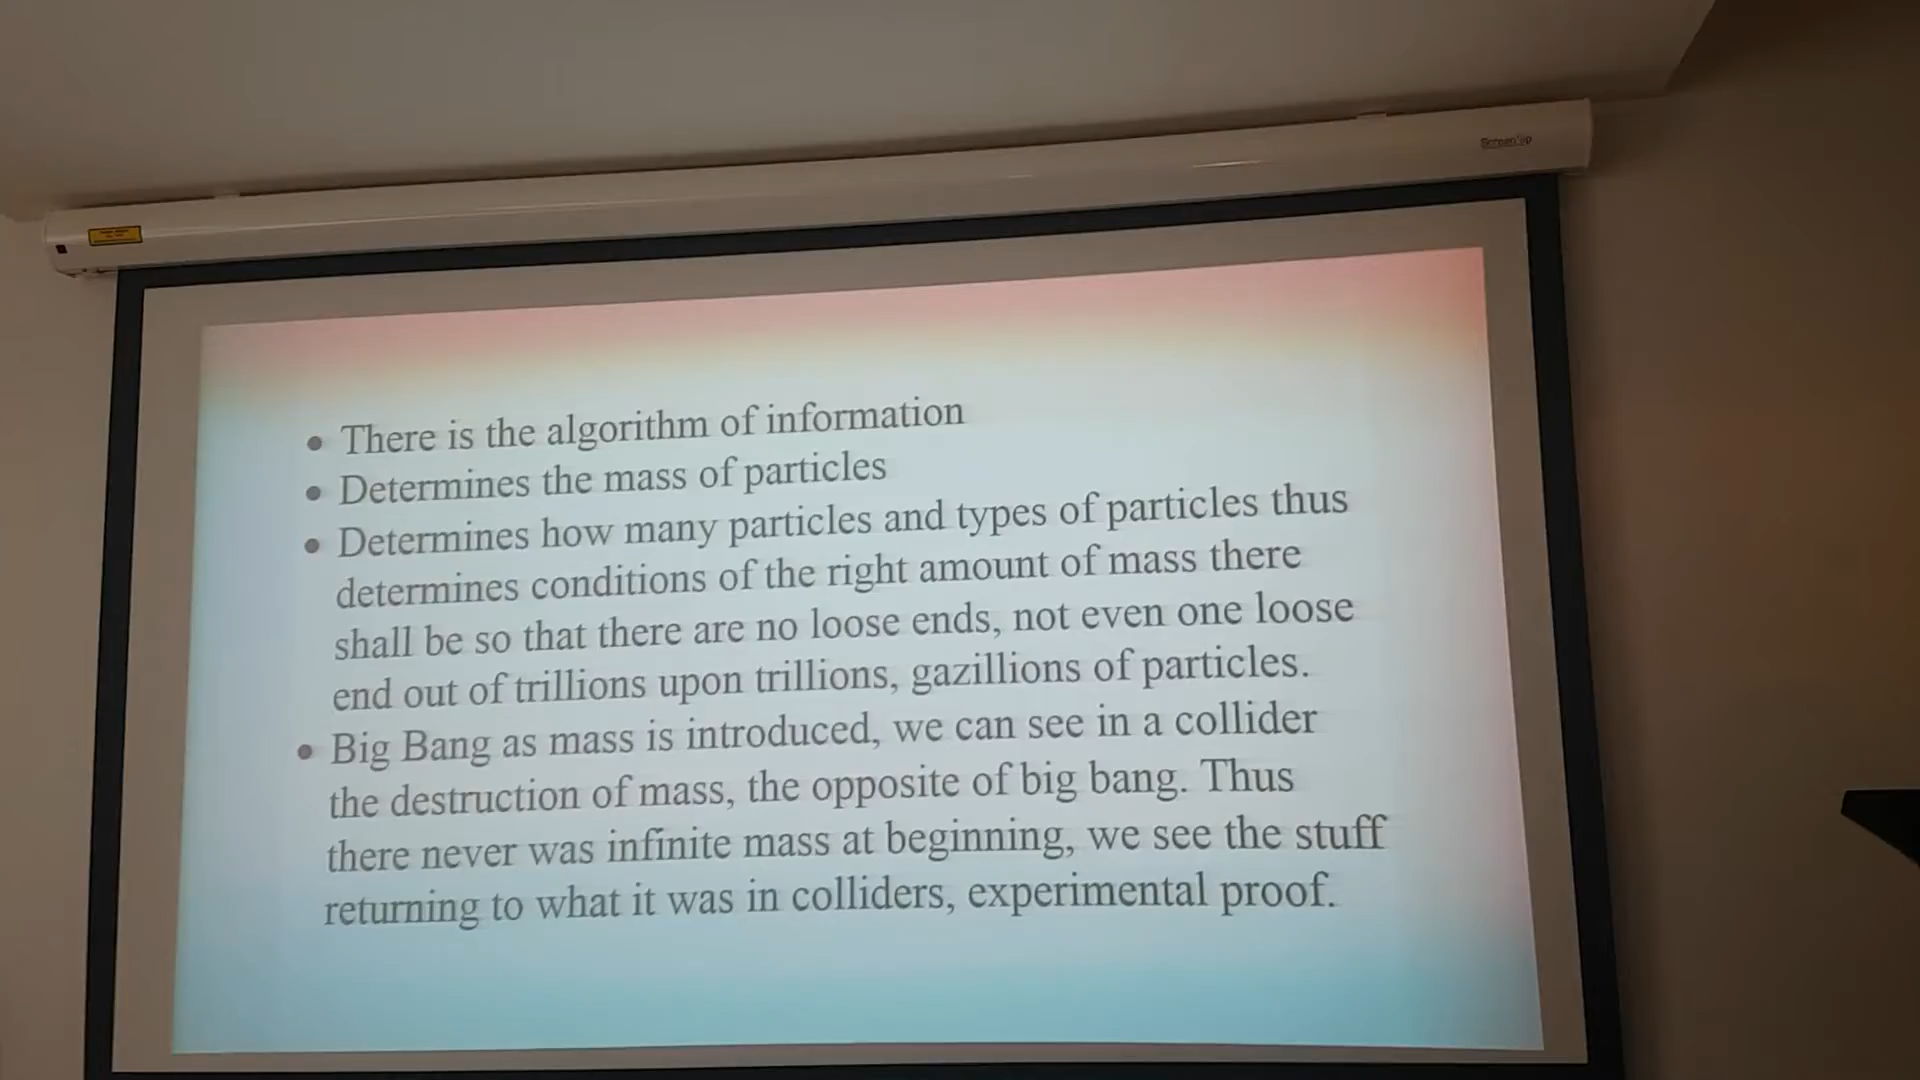 Screen Up
• There is the algorithm of information
• Determines the mass of particles
• Determines how many particles and types of particles thus
determines conditions of the right amount of mass there
shall be so that there are no loose ends, not even one loose
end out of trillions upon trillions, gazillions of particles.
• Big Bang as mass is introduced, we can see in a collider
the destruction of mass, the opposite of big bang. Thus
there never was infinite mass at beginning, we see the stuff
returning to what it was in colliders, experimental proof.